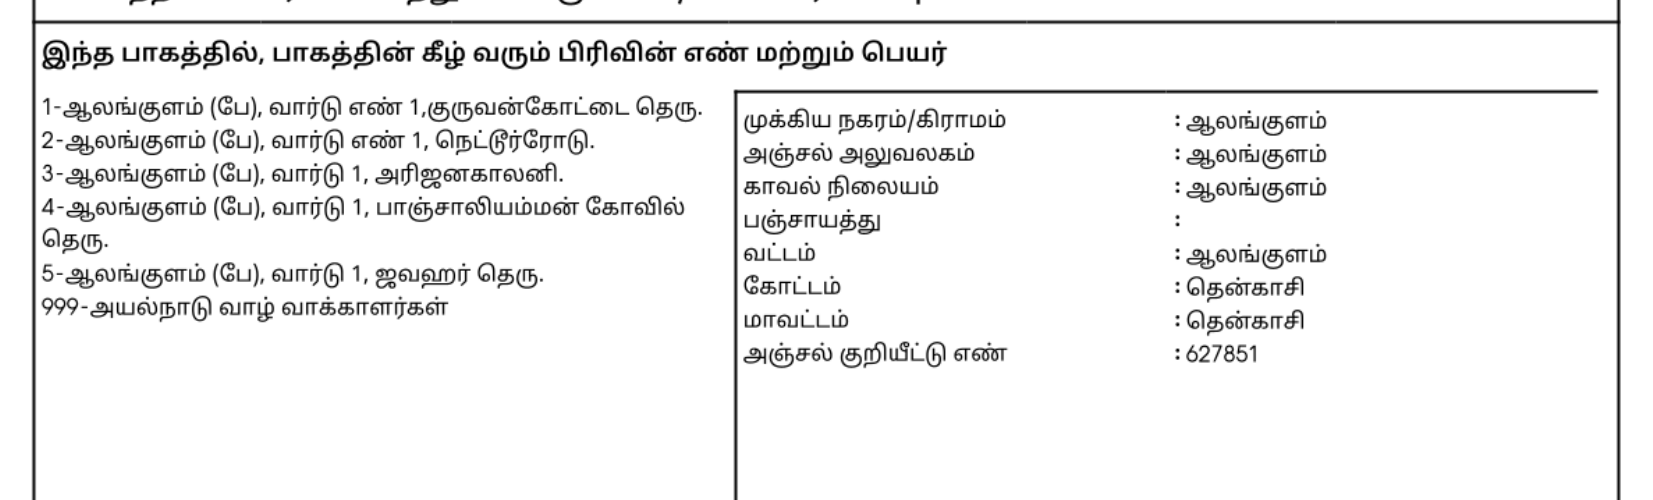 இந்த பாகத்தில், பாகத்தின் கீழ் வரும் பிரிவின் எண் மற்றும் பெயர்
1-ஆலங்குளம் (பே), வார்டு எண் 1,குருவன்கோட்டை தெரு.
2-ஆலங்குளம் (பே), வார்டு எண் 1, நெட்டூர்ரோடு.
3-ஆலங்குளம் (பே), வார்டு 1, அரிஜனகாலனி.
4-ஆலங்குளம் (பே), வார்டு 1, பாஞ்சாலியம்மன் கோவில்
தெரு.
5-ஆலங்குளம் (பே), வார்டு 1, ஜவஹர் தெரு.
999-அயல்நாடு வாழ் வாக்காளர்கள்
முக்கிய நகரம்/கிராமம் : ஆலங்குளம்
அஞ்சல் அலுவலகம் : ஆலங்குளம்
காவல் நிலையம் : ஆலங்குளம்
பஞ்சாயத்து :
வட்டம் : ஆலங்குளம்
கோட்டம் : தென்காசி
மாவட்டம் : தென்காசி
அஞ்சல் குறியீட்டு எண் : 627851